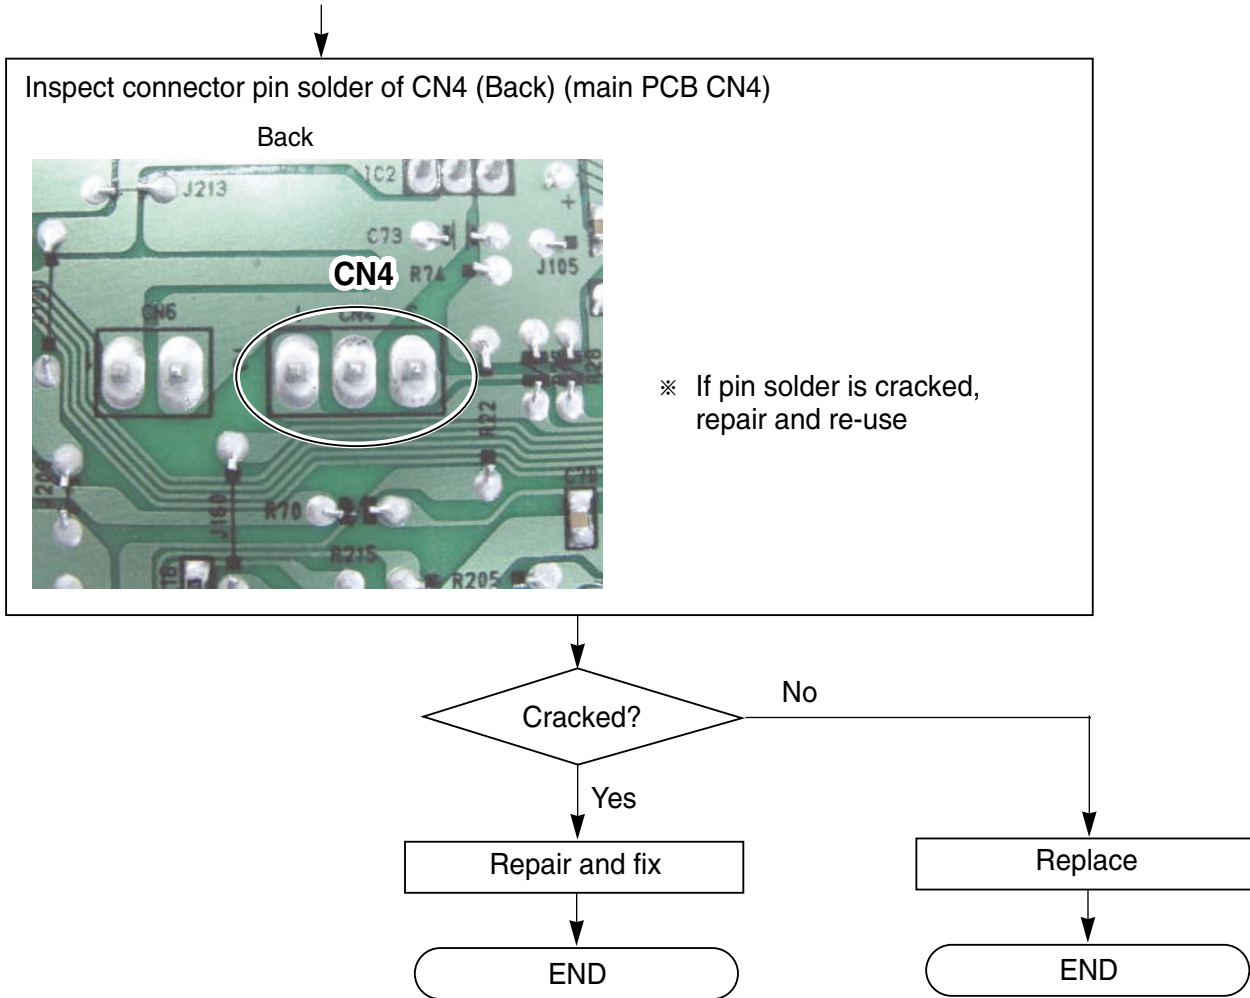 Inspect connector pin solder of CN4 (Back) (main PCB CN4)
Back
IC2
J213
+
C73
CN4
R74
J105
CN6
CN4
※ If pin solder is cracked,
repair and re-use
R22
R70
J160
R215
R205
Cracked?
No
Yes
Repair and fix
Replace
END
END